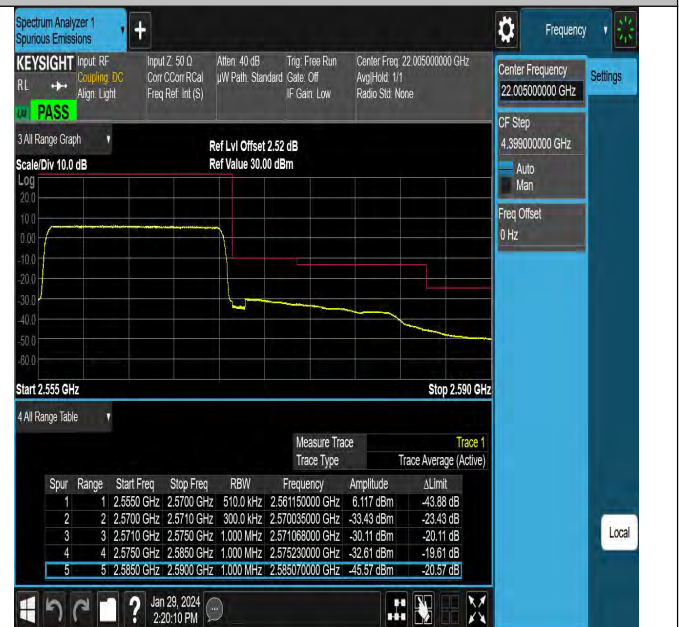 Spectrum Analyzer 1
Spurious Emissions
+
Frequency
KEYSIGHT Input: RF Input Z: 50 Ω Atten: 40 dB Trig: Free Run Center Freq: 22.005000000 GHz
RL Coupling: DC Corr CCorr RCal µW Path: Standard Gate: Off Avg|Hold: 1/1
Align: Light Freq Ref: Int (S) IF Gain: Low Radio Std: None
PASS
Center Frequency
22.005000000 GHz
Settings
CF Step
4.399000000 GHz
Auto
Man
Freq Offset
0 Hz
3 All Range Graph
Ref Lvl Offset 2.52 dB
Scale/Div 10.0 dB Ref Value 30.00 dBm
Log
20.0
10.0
0.00
-10.0
-20.0
-30.0
-40.0
-50.0
-60.0
Start 2.555 GHz Stop 2.590 GHz
4 All Range Table
Measure Trace Trace 1
Trace Type Trace Average (Active)
Spur Range Start Freq Stop Freq RBW Frequency Amplitude ΔLimit
1 1 2.5550 GHz 2.5700 GHz 510.0 kHz 2.561150000 GHz 6.117 dBm -43.88 dB
2 2 2.5700 GHz 2.5710 GHz 300.0 kHz 2.570035000 GHz -33.43 dBm -23.43 dB
3 3 2.5710 GHz 2.5750 GHz 1.000 MHz 2.571068000 GHz -30.11 dBm -20.11 dB
4 4 2.5750 GHz 2.5850 GHz 1.000 MHz 2.575230000 GHz -32.61 dBm -19.61 dB
5 5 2.5850 GHz 2.5900 GHz 1.000 MHz 2.585070000 GHz -45.57 dBm -20.57 dB
Local
?
Jan 29, 2024
2:20:10 PM